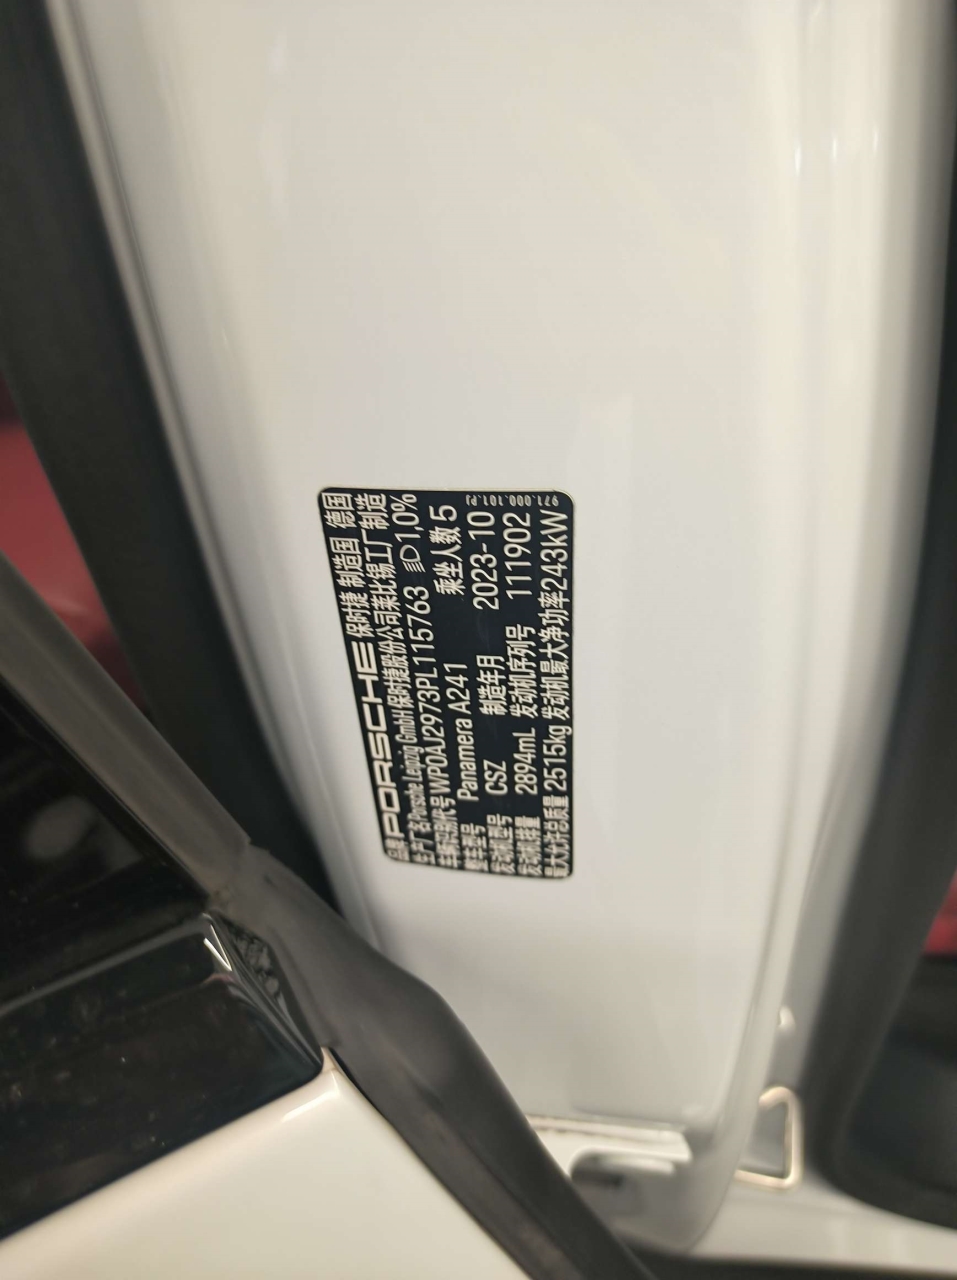 品牌 PORSCHE 保时捷 制造国 德国
生产厂名 Porsche Leipzig GmbH 保时捷股份公司莱比锡工厂制造
车辆识别代号 WP0AJ2973PL115763 1,0%
整车型号 Panamera A241 乘坐人数 5
发动机型号 CSZ 制造年月 2023-10
发动机排量 2894mL 发动机序列号 111902
最大允许总质量 2515kg 发动机最大净功率 243kW
971.000.101.PJ